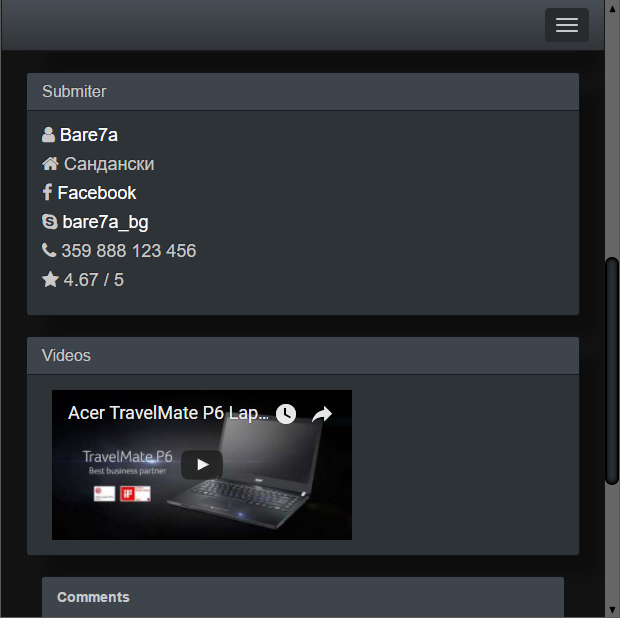 Submiter
Bare7a
Сандански
Facebook
bare7a_bg
359 888 123 456
4.67 / 5
Videos
Acer TravelMate P6 Lap...
TravelMate P6
Best business partner
Comments